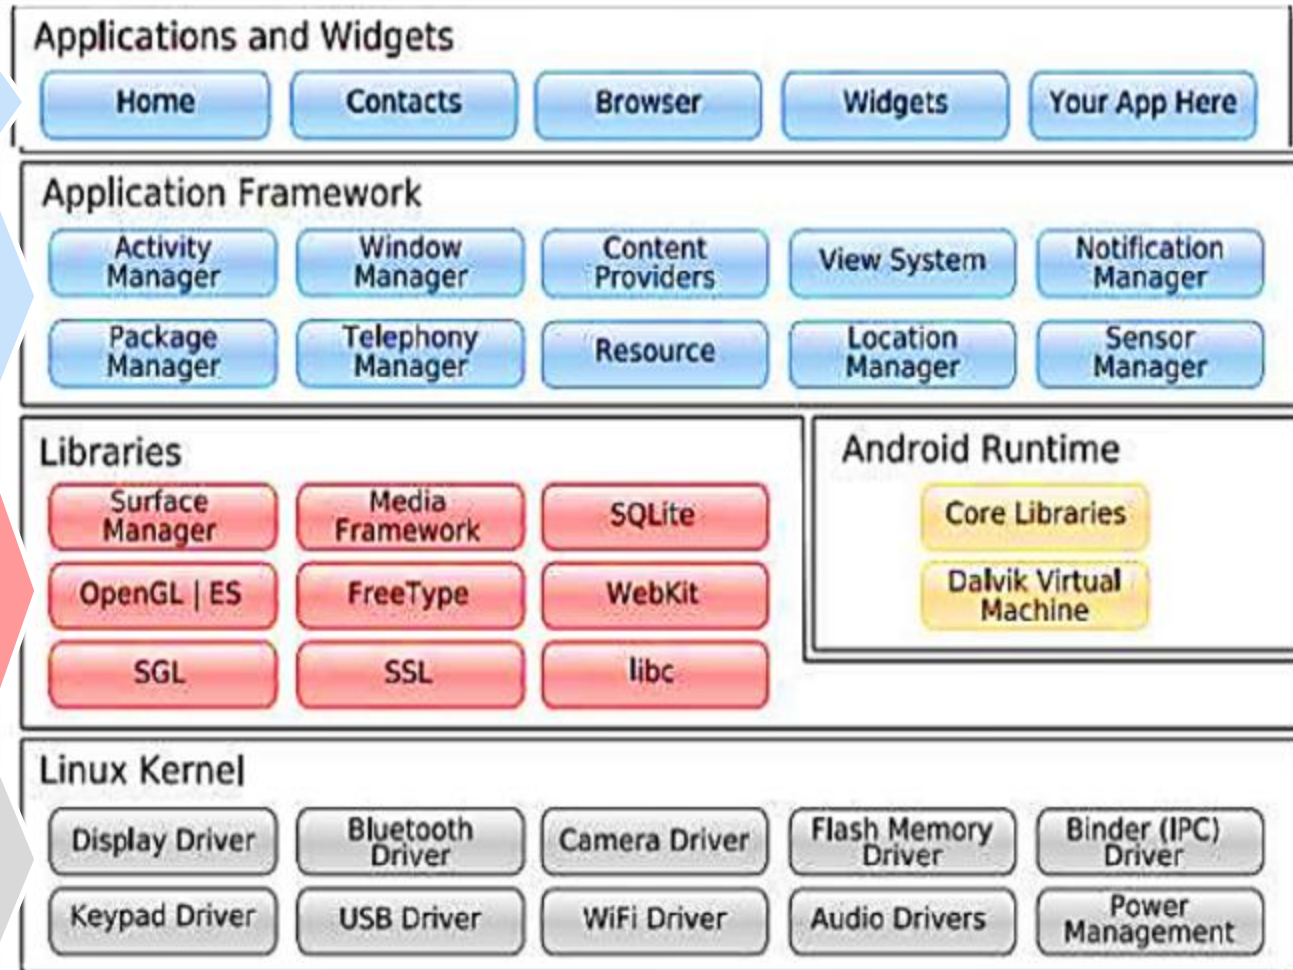 Applications and Widgets
Home
Contacts
Browser
Widgets
Your App Here
Application Framework
Activity
Manager
Window
Manager
Content
Providers
View System
Notification
Manager
Package
Manager
Telephony
Manager
Resource
Location
Manager
Sensor
Manager
Libraries
Surface
Manager
Media
Framework
SQLite
OpenGL | ES
FreeType
WebKit
SGL
SSL
libc
Android Runtime
Core Libraries
Dalvik Virtual
Machine
Linux Kernel
Display Driver
Bluetooth
Driver
Camera Driver
Flash Memory
Driver
Binder (IPC)
Driver
Keypad Driver
USB Driver
WiFi Driver
Audio Drivers
Power
Management